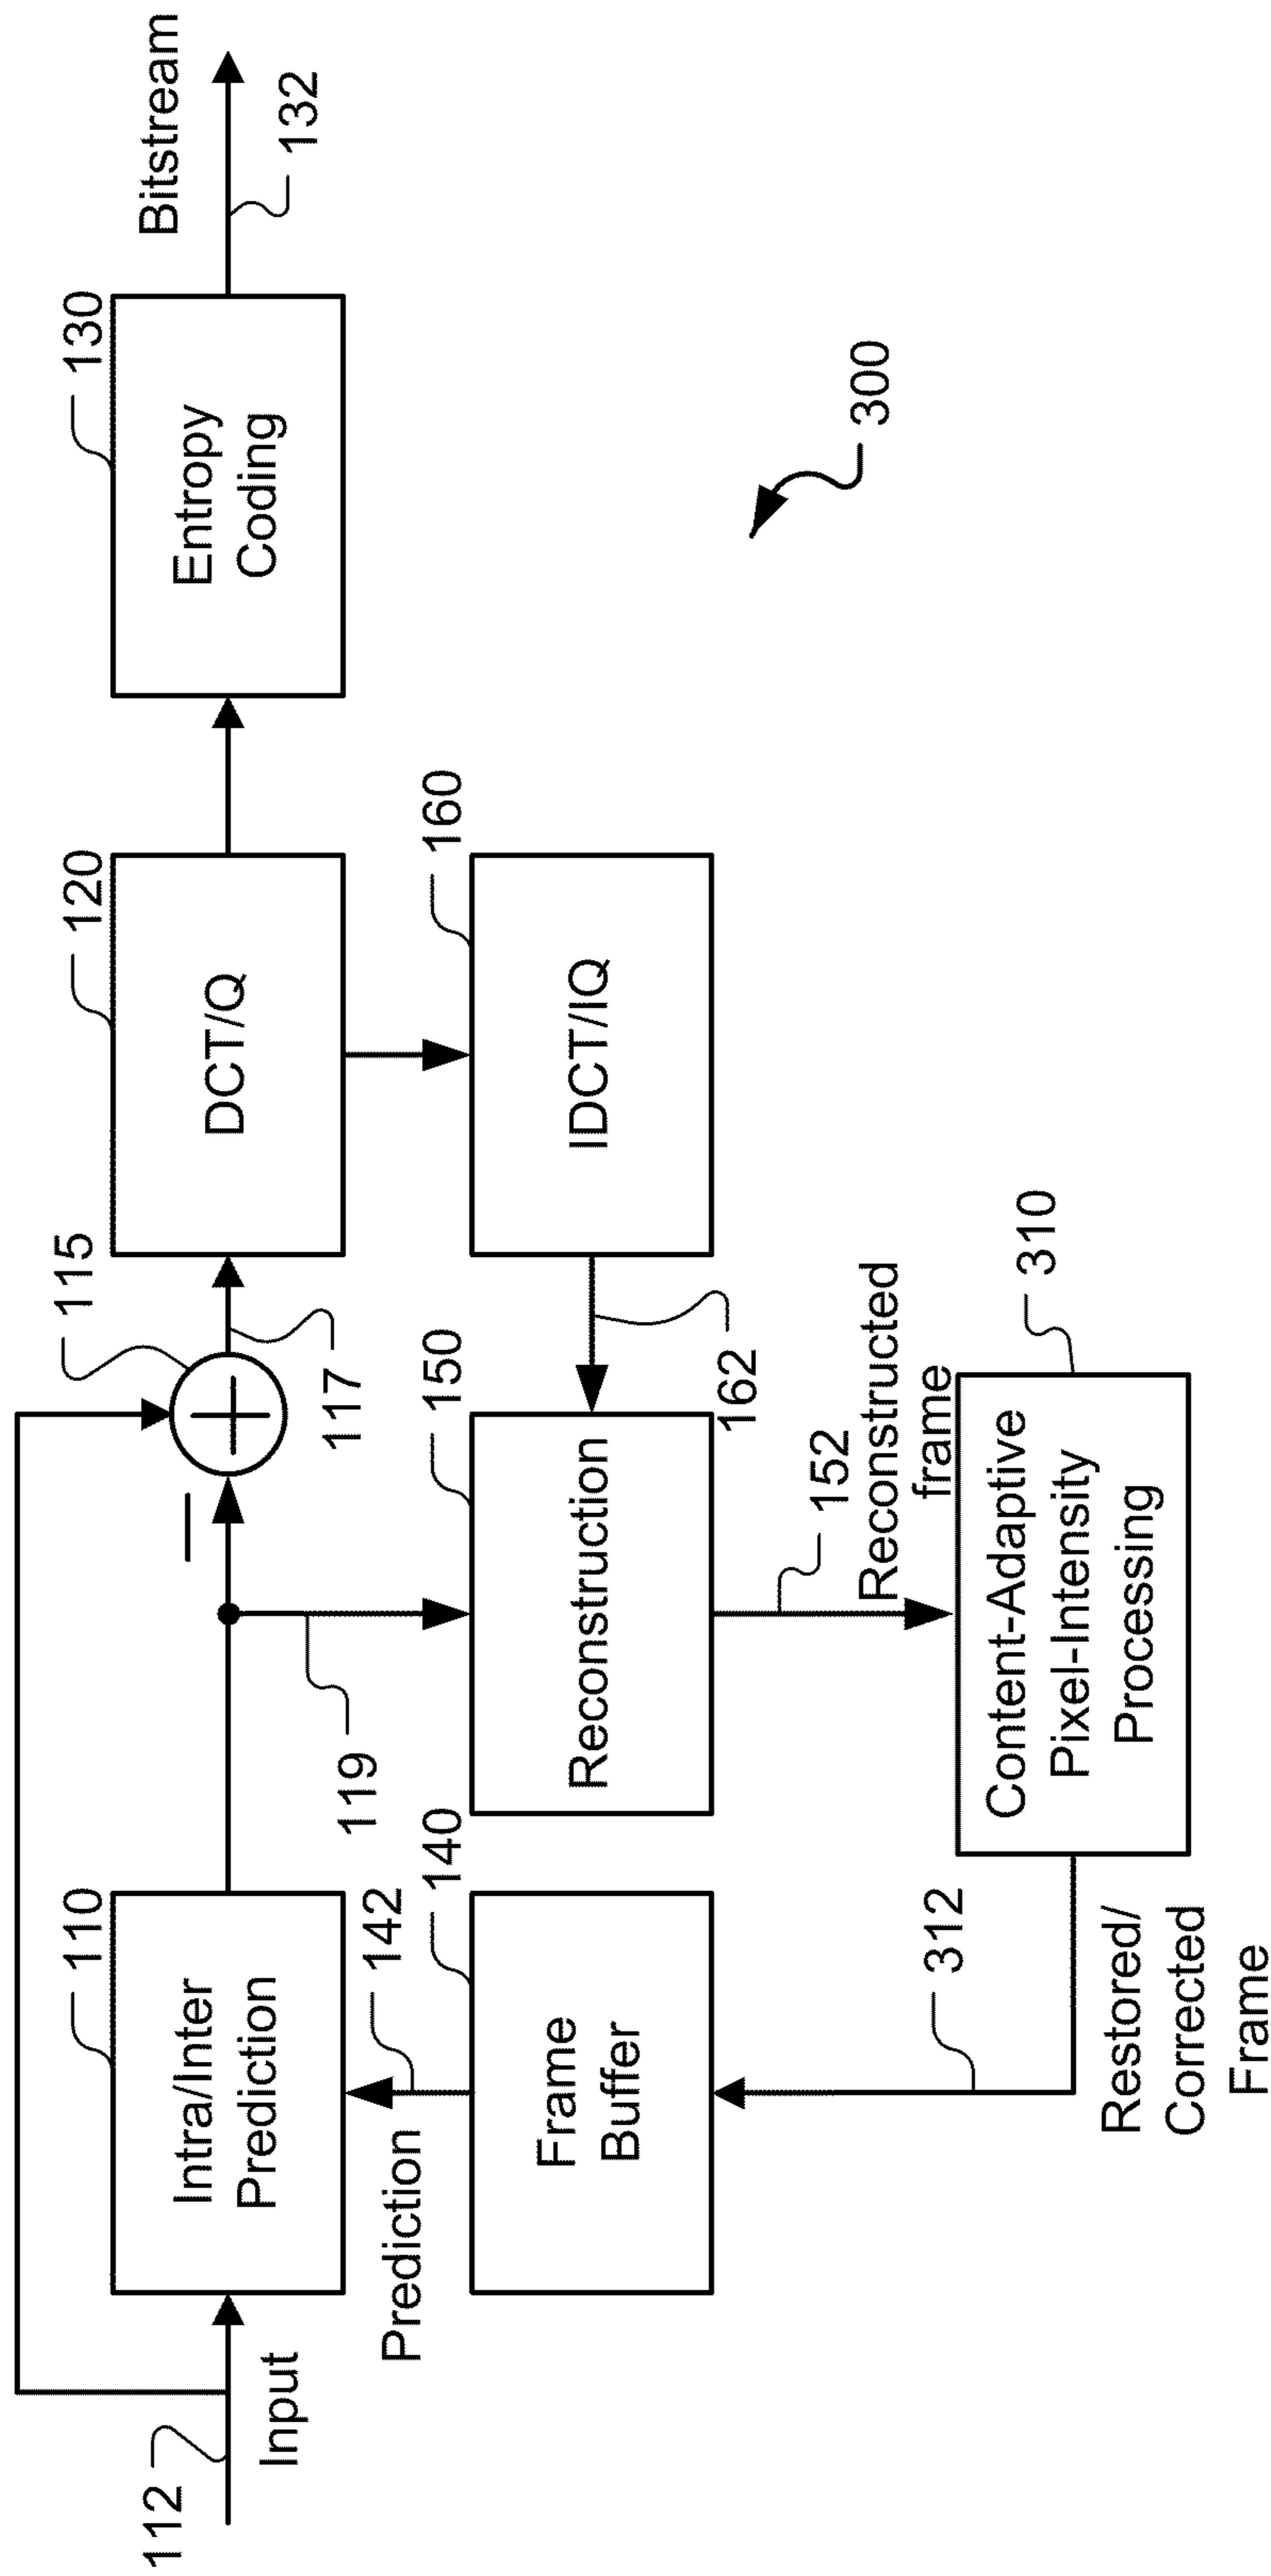 112
Input
110
Intra/Inter
Prediction
115
117
119
120
DCT/Q
130
Entropy
Coding
Bitstream
132
Prediction
142
140
Frame
Buffer
150
Reconstruction
162
160
IDCT/IQ
152
Reconstructed
frame
312
Restored/
Corrected
Frame
310
Content-Adaptive
Pixel-Intensity
Processing
300